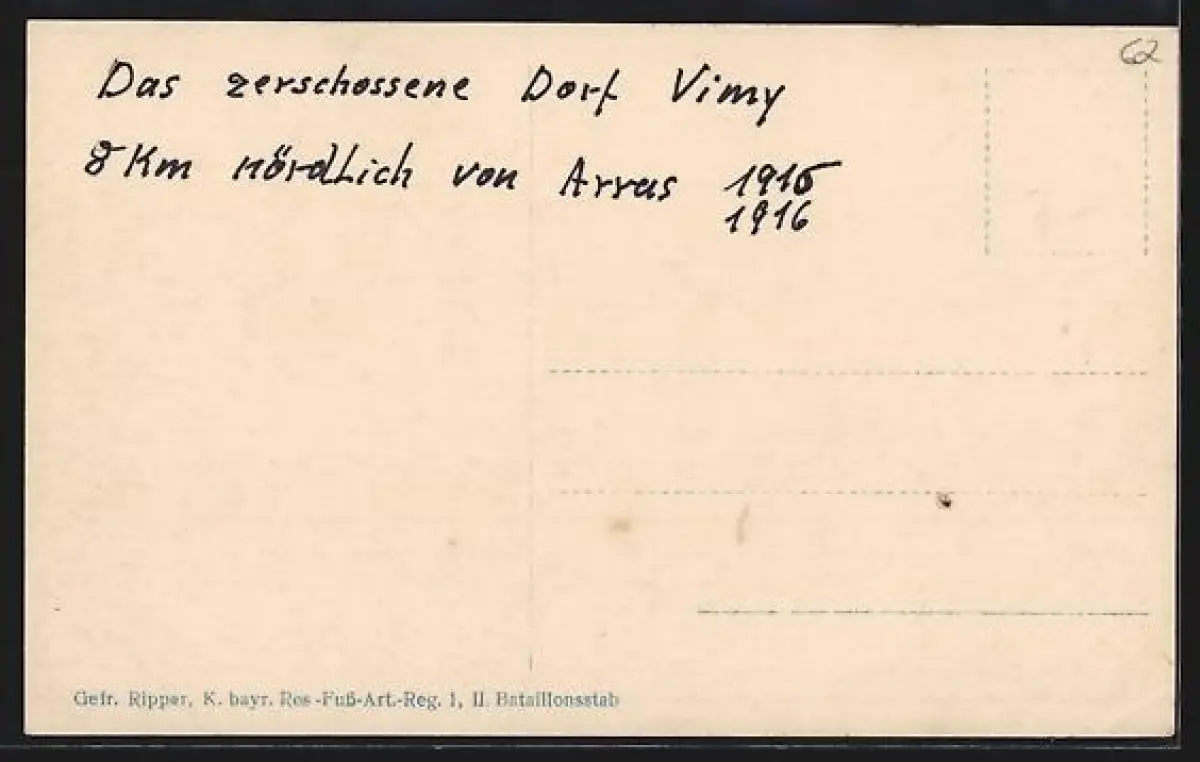 62
Das zerschossene Dorf Vimy
8 Km nördlich von Arras 1915
1916
Gefr. Ripper, K. bayr. Res-Fuß-Art.-Reg. 1, II. Bataillonsstab